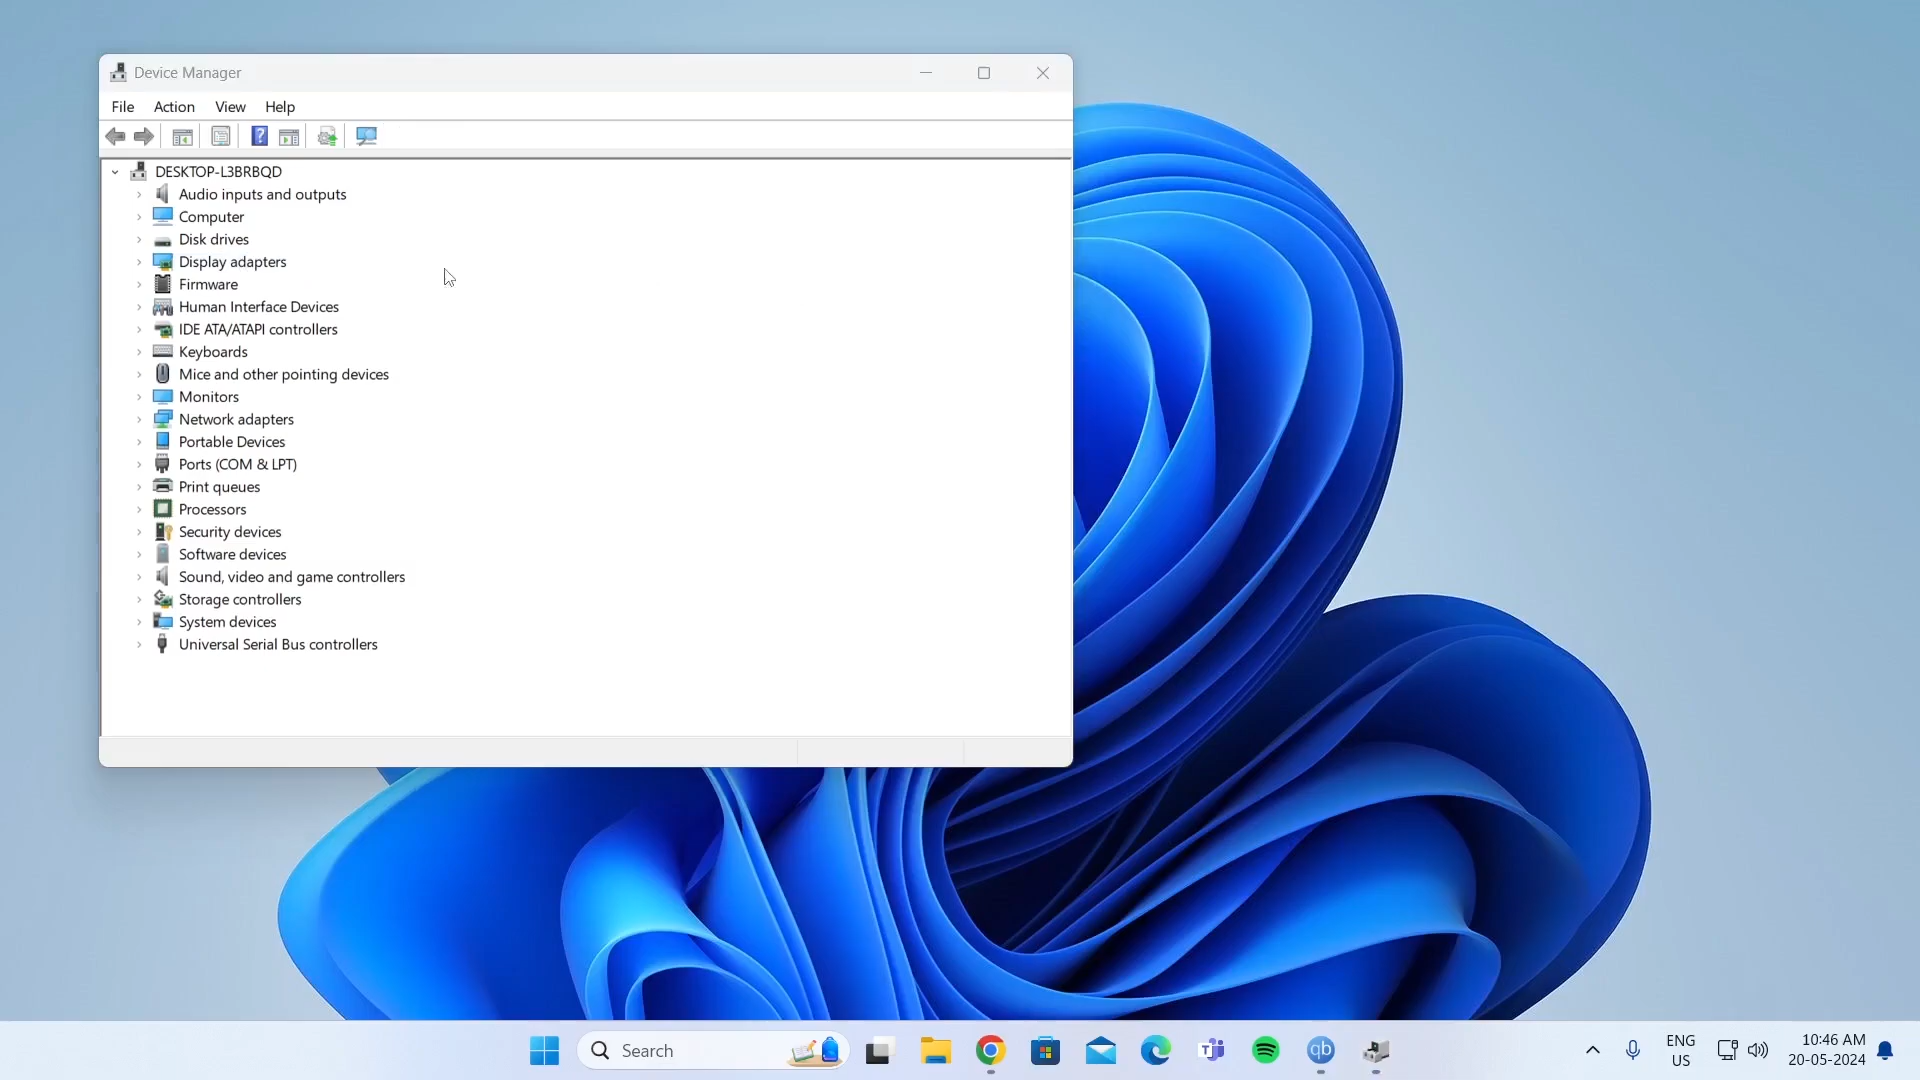 Device Manager
File Action View Help
DESKTOP-L3BRBQD
Audio inputs and outputs
Computer
Disk drives
Display adapters
Firmware
Human Interface Devices
IDE ATA/ATAPI controllers
Keyboards
Mice and other pointing devices
Monitors
Network adapters
Portable Devices
Ports (COM & LPT)
Print queues
Processors
Security devices
Software devices
Sound, video and game controllers
Storage controllers
System devices
Universal Serial Bus controllers
Search
qb
ENG
US
10:46 AM
20-05-2024